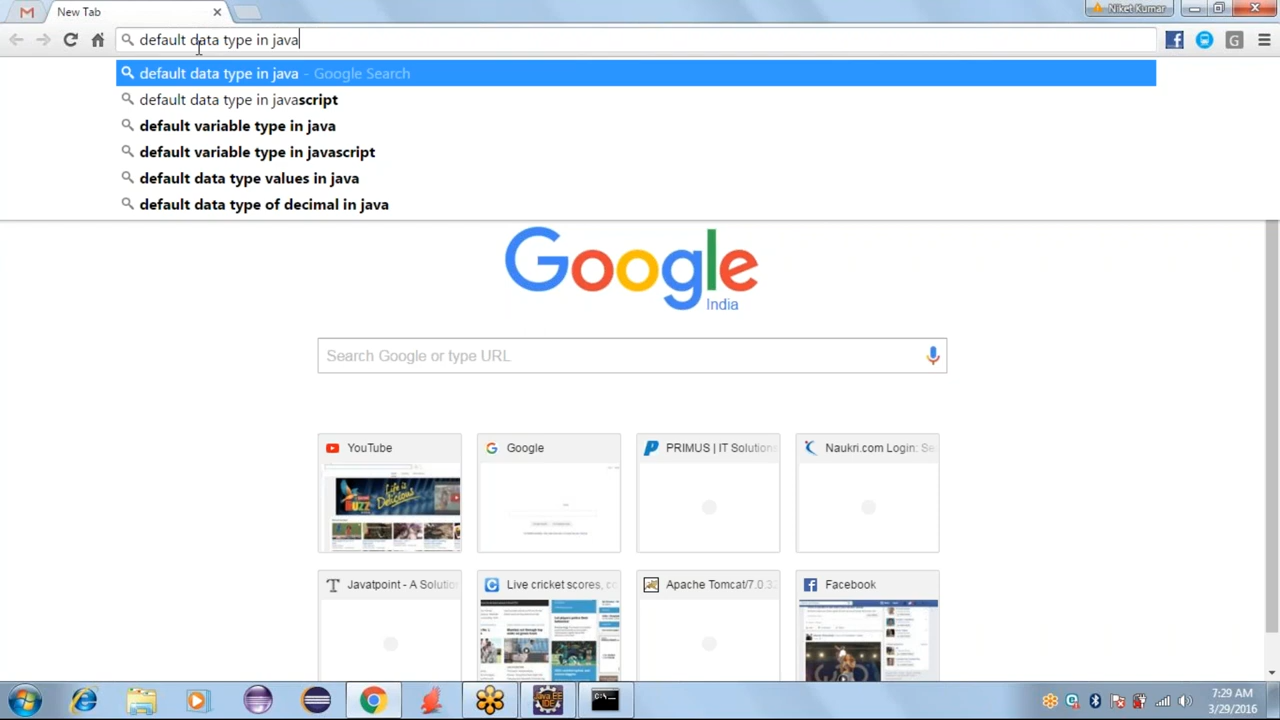 New Tab
Niket Kumar
default data type in java
default data type in java - Google Search
default data type in javascript
default variable type in java
default variable type in javascript
default data type values in java
default data type of decimal in java
Google
India
Search Google or type URL
YouTube
Google
PRIMUS | IT Solutions
Naukri.com Login: Se
Javatpoint - A Solutio
Live cricket scores, co
Apache Tomcat/7.0.3
Facebook
7:29 AM
3/29/2016